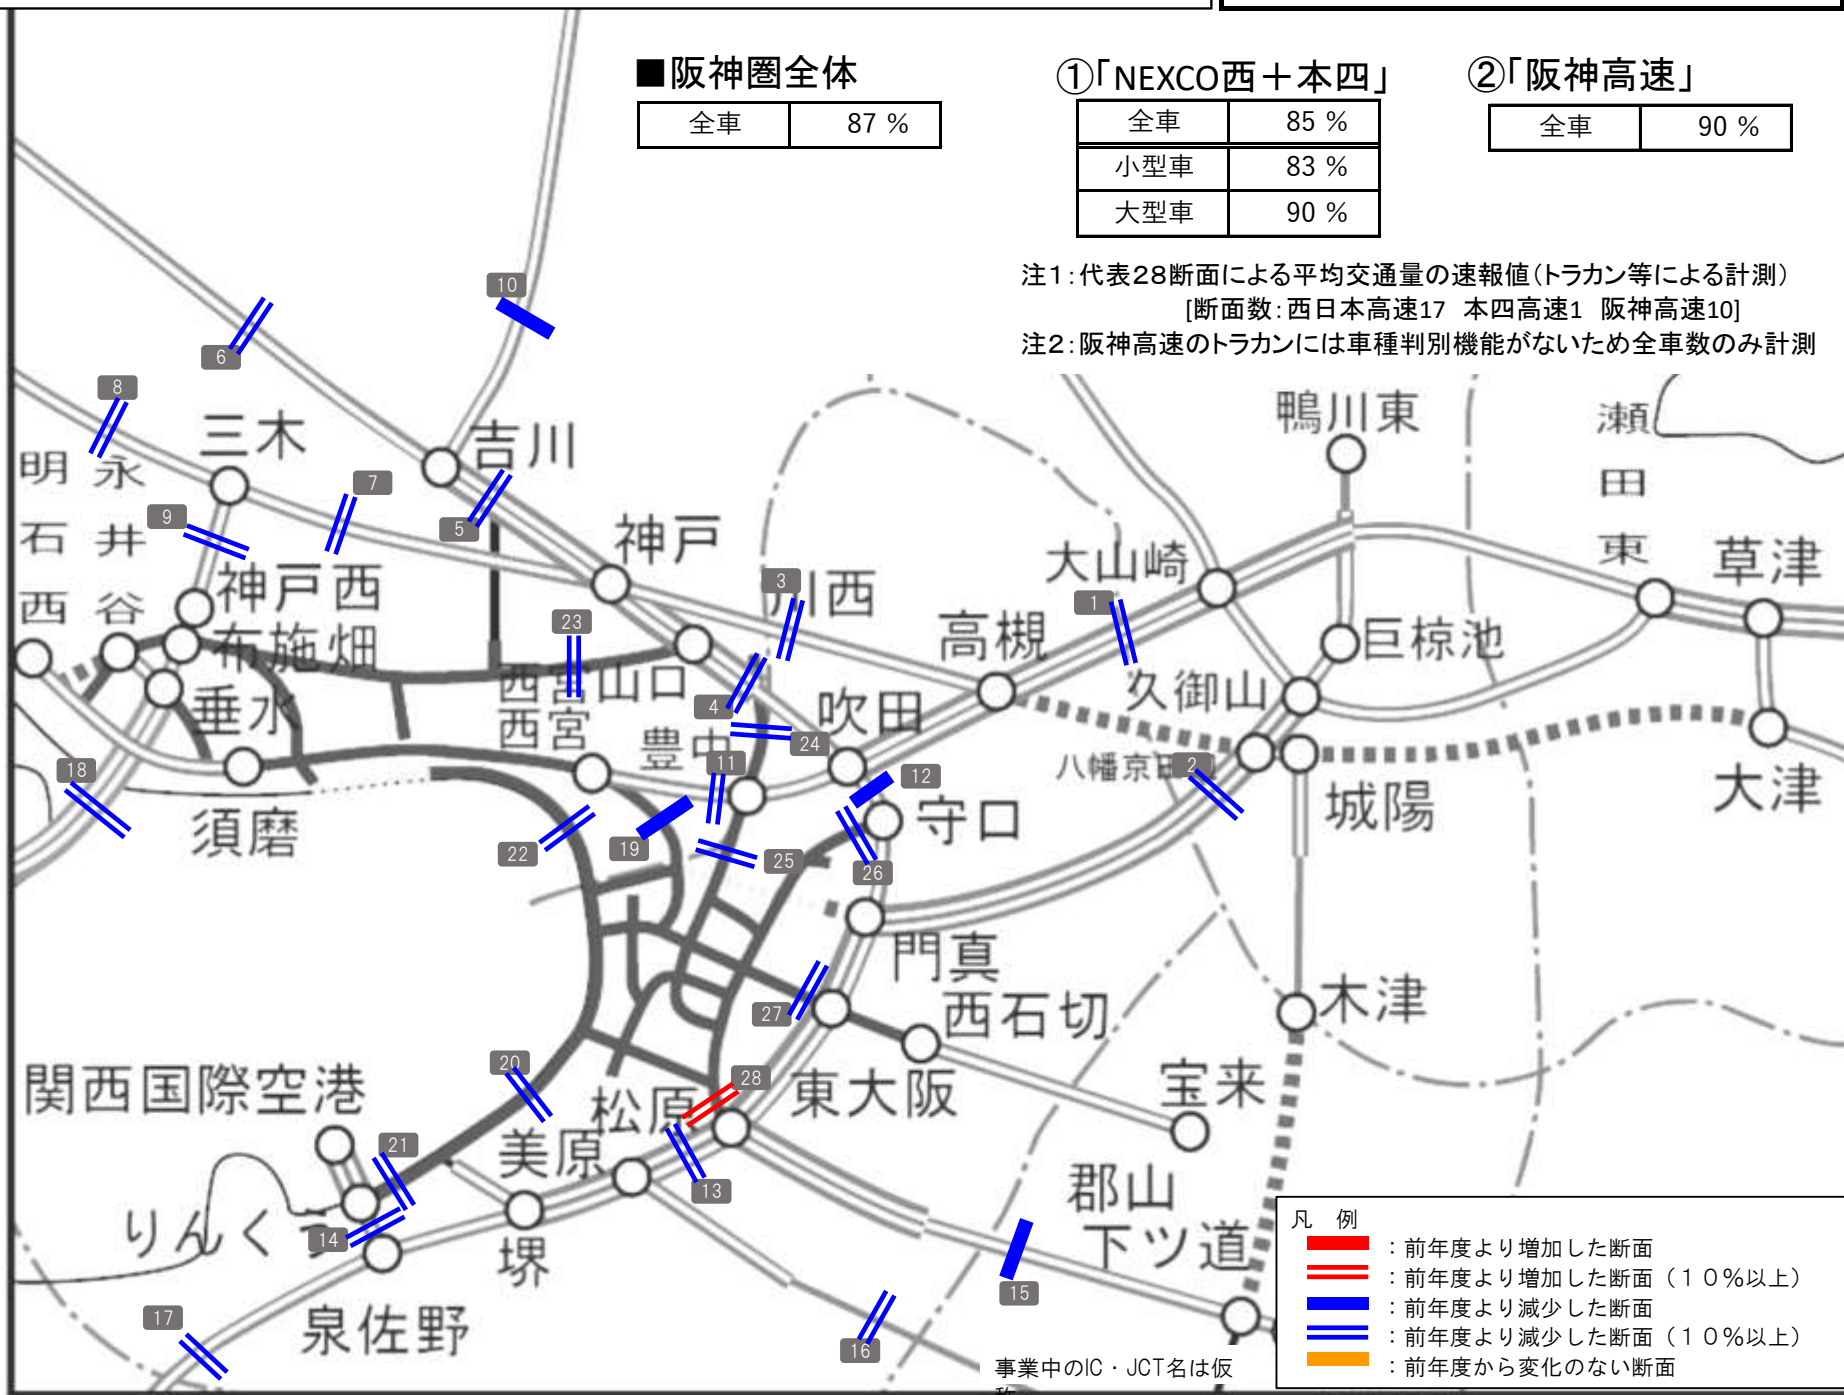 ■阪神圏全体
全車 87 %
①「NEXCO西＋本四」
全車 85 %
小型車 83 %
大型車 90 %
②「阪神高速」
全車 90 %
注1：代表28断面による平均交通量の速報値（トラカン等による計測）
[断面数：西日本高速17 本四高速1 阪神高速10]
注2：阪神高速のトラカンには車種判別機能がないため全車数のみ計測
10
6
8
三木
吉川
鴨川東
瀬田東
明石西
永井谷
7
9
5
神戸
大山崎
草津
神戸西
3
川西
1
布施畑
23
高槻
巨椋池
西宮山口
久御山
垂水
4
吹田
西宮
豊中
24
八幡京田
2
18
11
12
大津
須磨
城陽
守口
22
19
25
26
門真
27
西石切
木津
関西国際空港
20
松原
28
東大阪
宝来
21
美原
13
郡山
りんくう
14
堺
下ツ道
15
17
泉佐野
16
事業中のIC・JCT名は仮
称
凡　例
：前年度より増加した断面
：前年度より増加した断面（１０％以上）
：前年度より減少した断面
：前年度より減少した断面（１０％以上）
：前年度から変化のない断面